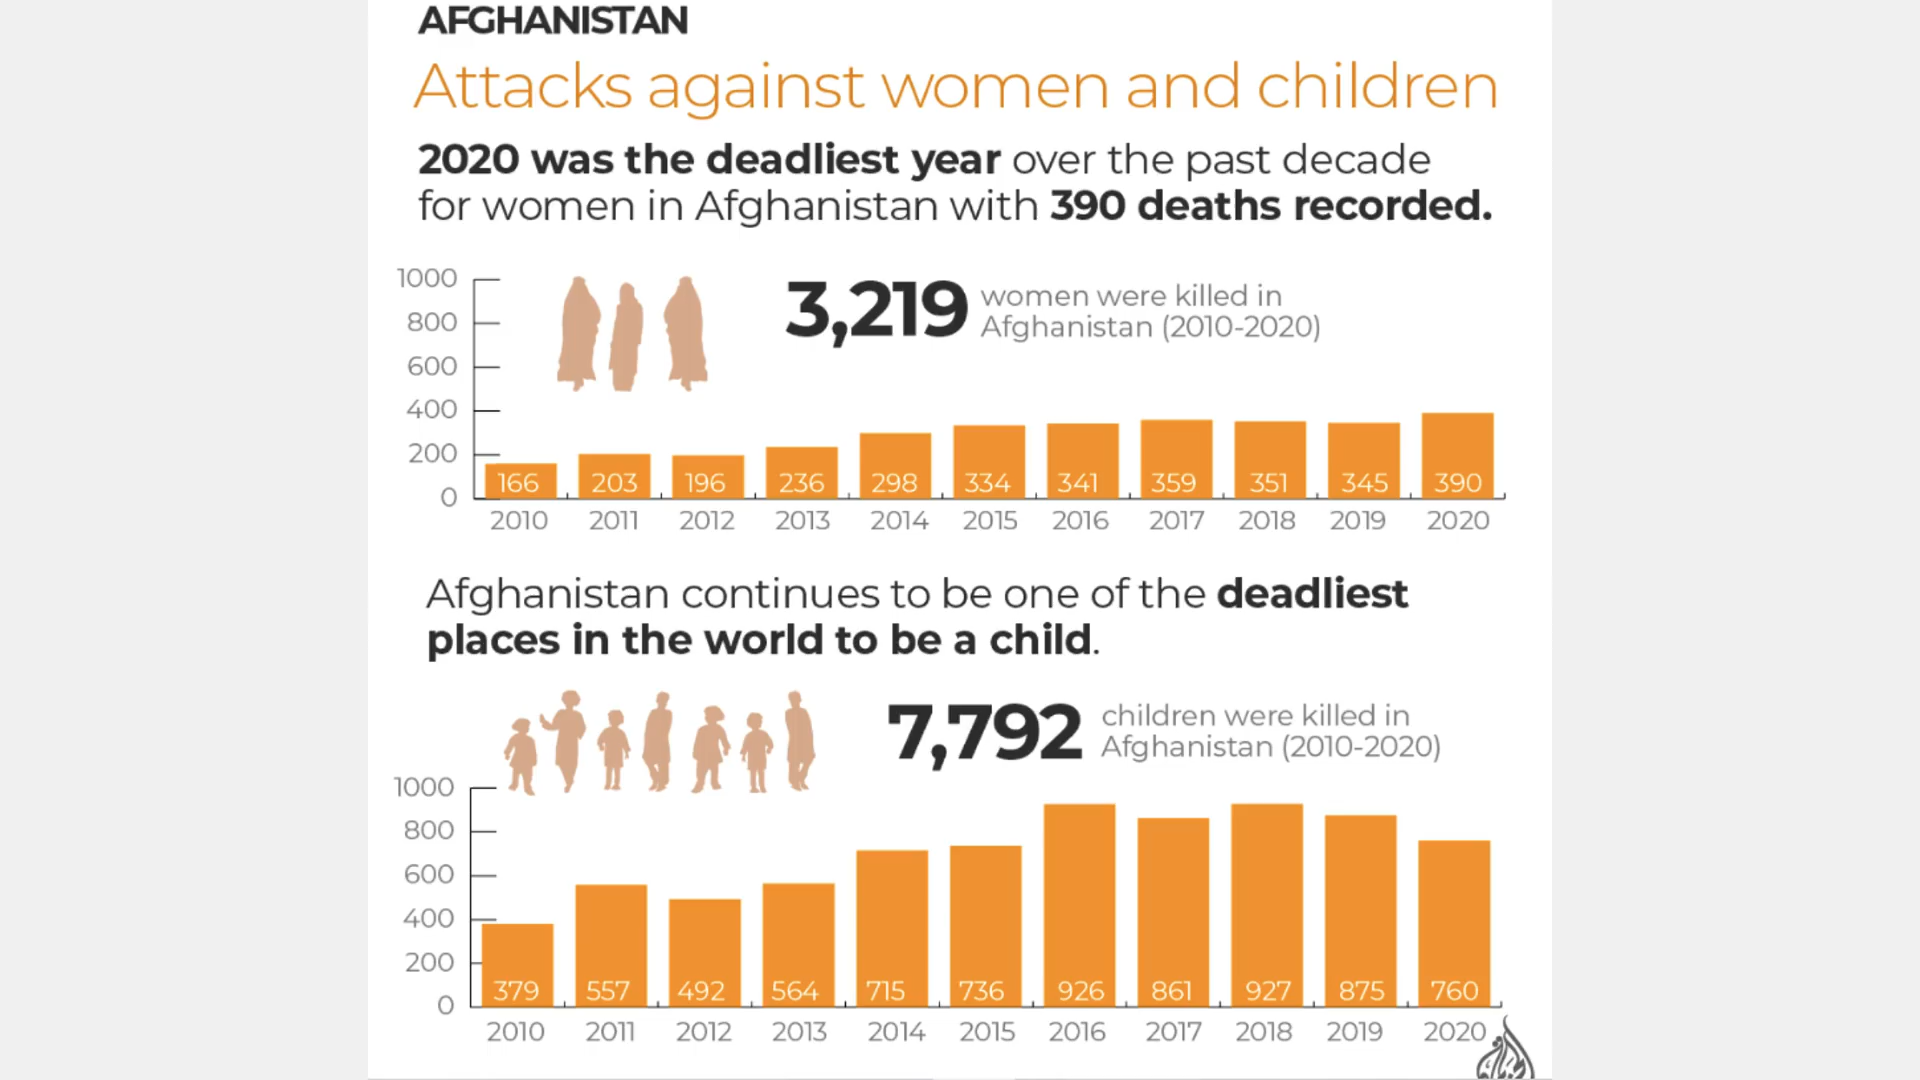 AFGHANISTAN
Attacks against women and children
2020 was the deadliest year over the past decade
for women in Afghanistan with 390 deaths recorded.
3,219 women were killed in
Afghanistan (2010-2020)
1000
800
600
400
200
0
166 203 196 236 298 334 341 359 351 345 390
2010 2011 2012 2013 2014 2015 2016 2017 2018 2019 2020
Afghanistan continues to be one of the deadliest
places in the world to be a child.
7,792 children were killed in
Afghanistan (2010-2020)
1000
800
600
400
200
0
379 557 492 564 715 736 926 861 927 875 760
2010 2011 2012 2013 2014 2015 2016 2017 2018 2019 2020